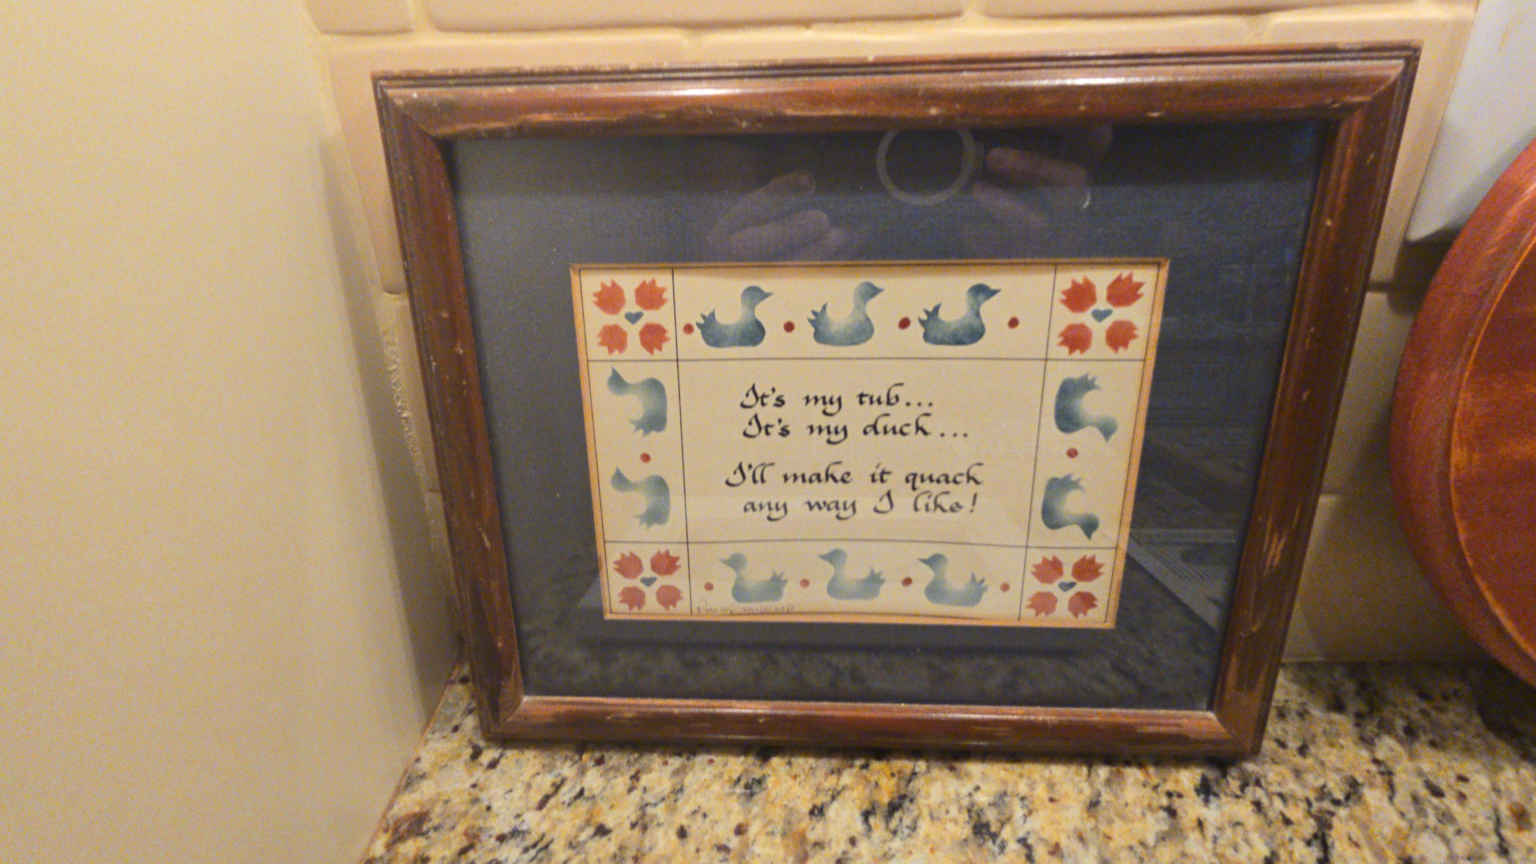 It's my tub...
It's my duck...
I'll make it quack
any way I like!